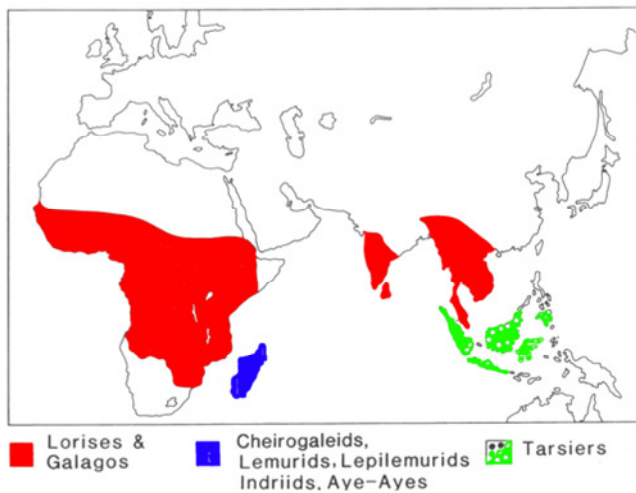 Lorises &
Galagos
Cheirogaleids,
Lemurids, Lepilemurids
Indriids, Aye-Ayes
Tarsiers